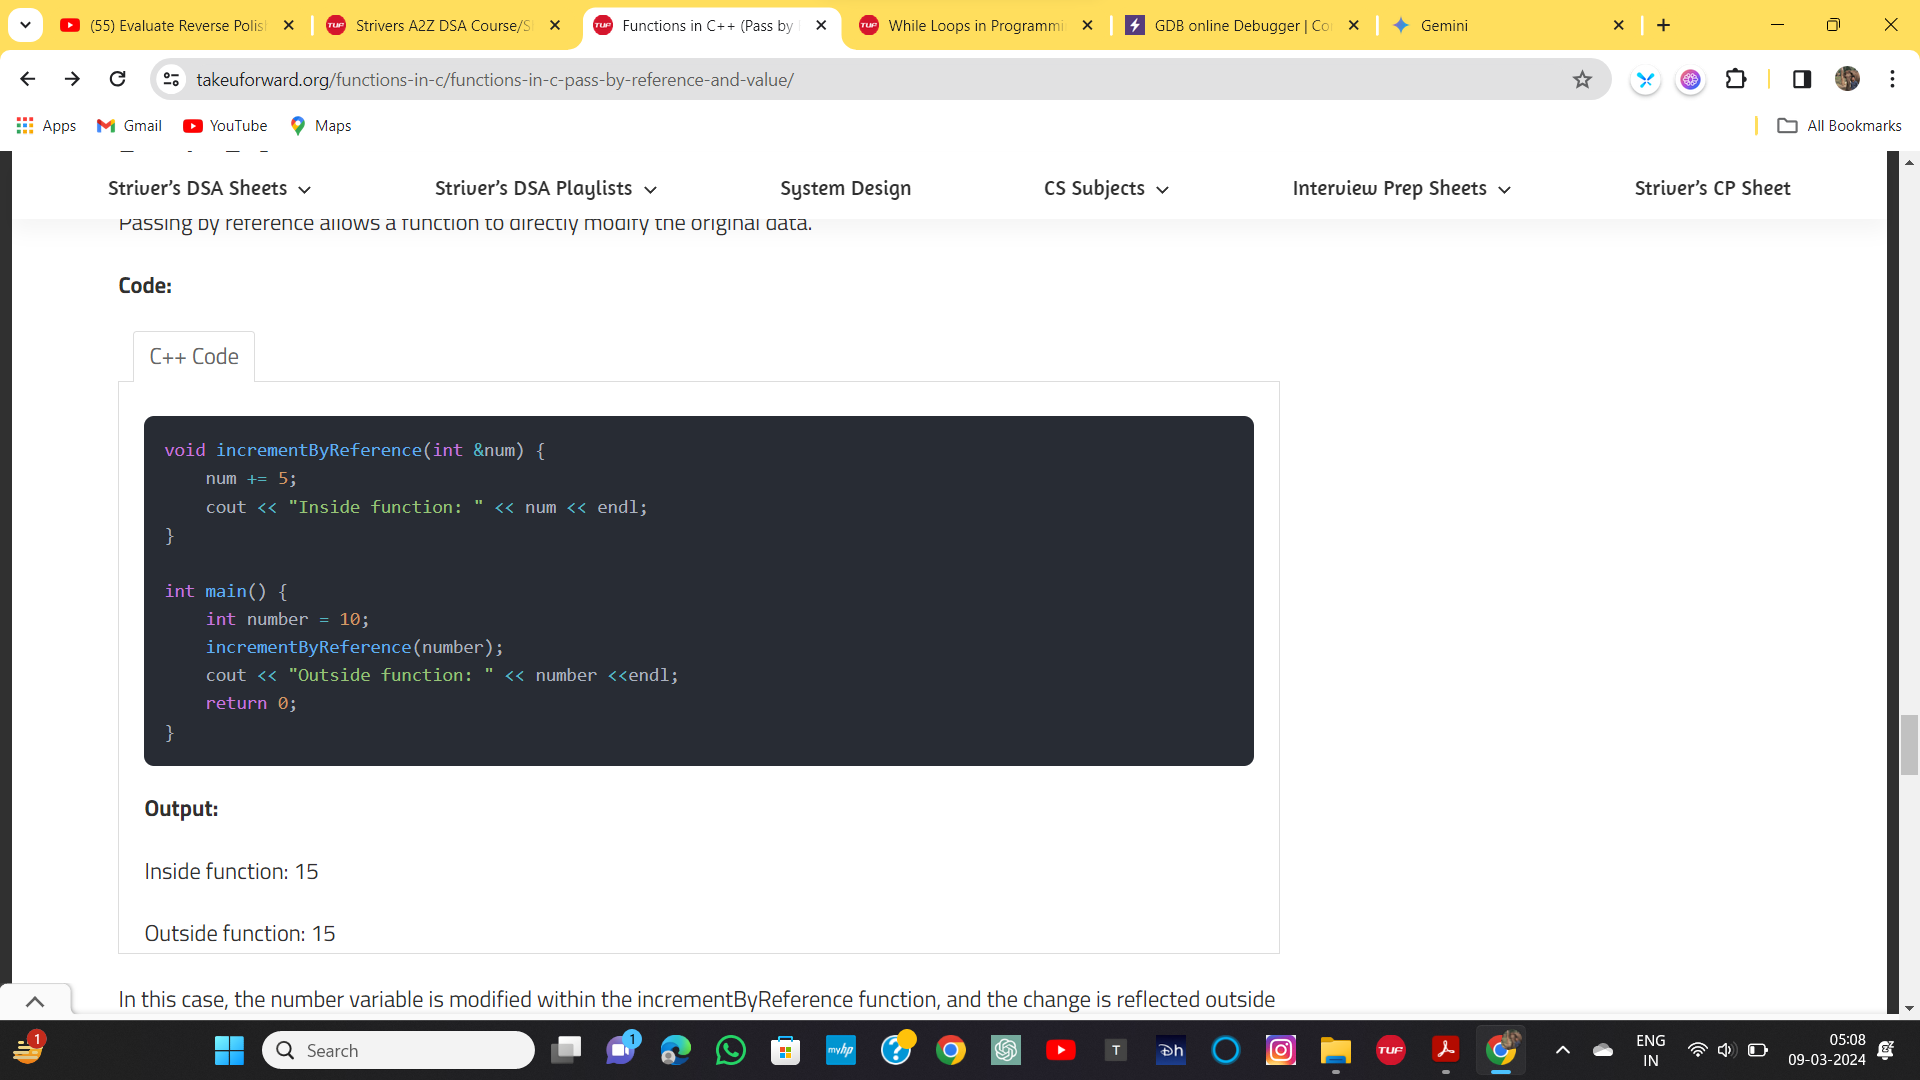 (55) Evaluate Reverse Polis
Strivers A2Z DSA Course/S
Functions in C++ (Pass by
While Loops in Programmi
GDB online Debugger | Co
Gemini
takeuforward.org/functions-in-c/functions-in-c-pass-by-reference-and-value/
Apps
Gmail
YouTube
Maps
All Bookmarks
Striver’s DSA Sheets
Striver’s DSA Playlists
System Design
CS Subjects
Interview Prep Sheets
Striver’s CP Sheet
Passing by reference allows a function to directly modify the original data.
Code:
C++ Code
void incrementByReference(int &num) {
    num += 5;
    cout << "Inside function: " << num << endl;
}
int main() {
    int number = 10;
    incrementByReference(number);
    cout << "Outside function: " << number <<endl;
    return 0;
}
Output:
Inside function: 15
Outside function: 15
In this case, the number variable is modified within the incrementByReference function, and the change is reflected outside
1
Search
1
myhp
T
Dh
TUF
ENG
IN
05:08
09-03-2024